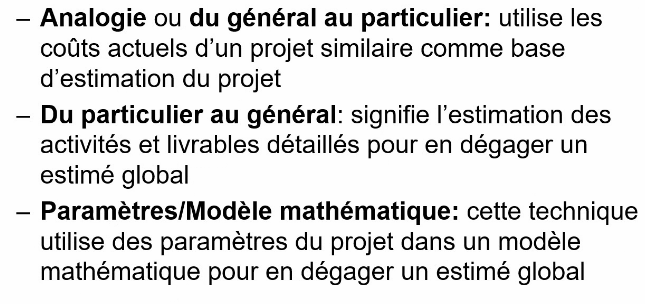 – Analogie ou du général au particulier: utilise les
coûts actuels d’un projet similaire comme base
d’estimation du projet
– Du particulier au général: signifie l’estimation des
activités et livrables détaillés pour en dégager un
estimé global
– Paramètres/Modèle mathématique: cette technique
utilise des paramètres du projet dans un modèle
mathématique pour en dégager un estimé global